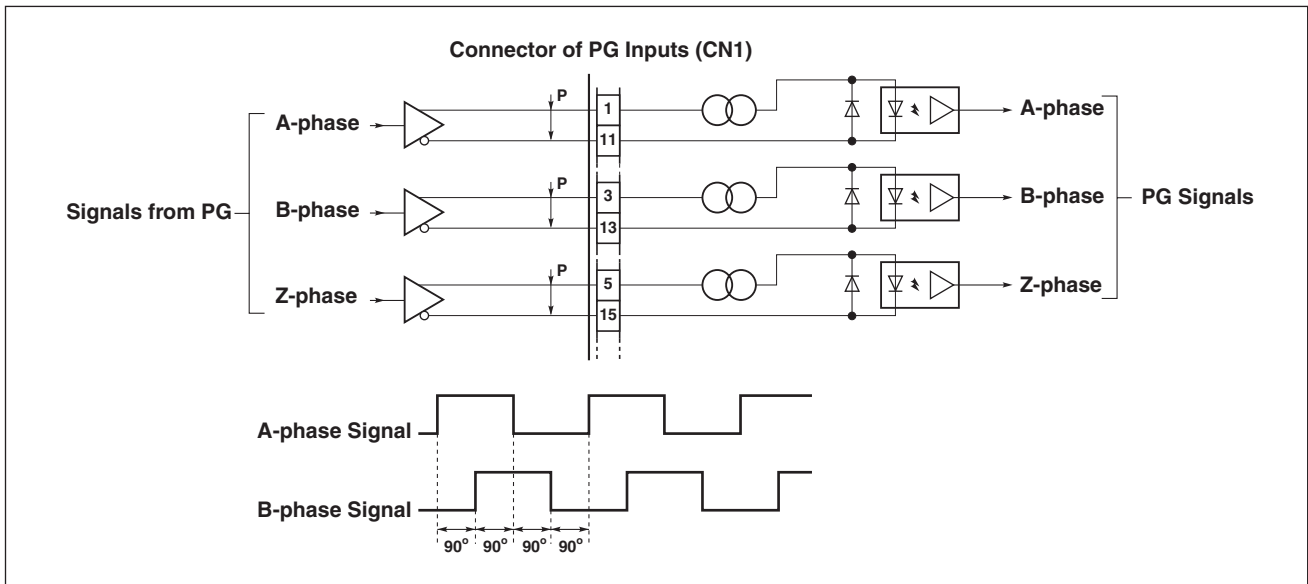 Connector of PG Inputs (CN1)
P
1
A-phase
A-phase
11
P
3
Signals from PG
B-phase
B-phase
PG Signals
13
P
5
Z-phase
Z-phase
15
A-phase Signal
B-phase Signal
90° 90° 90° 90°